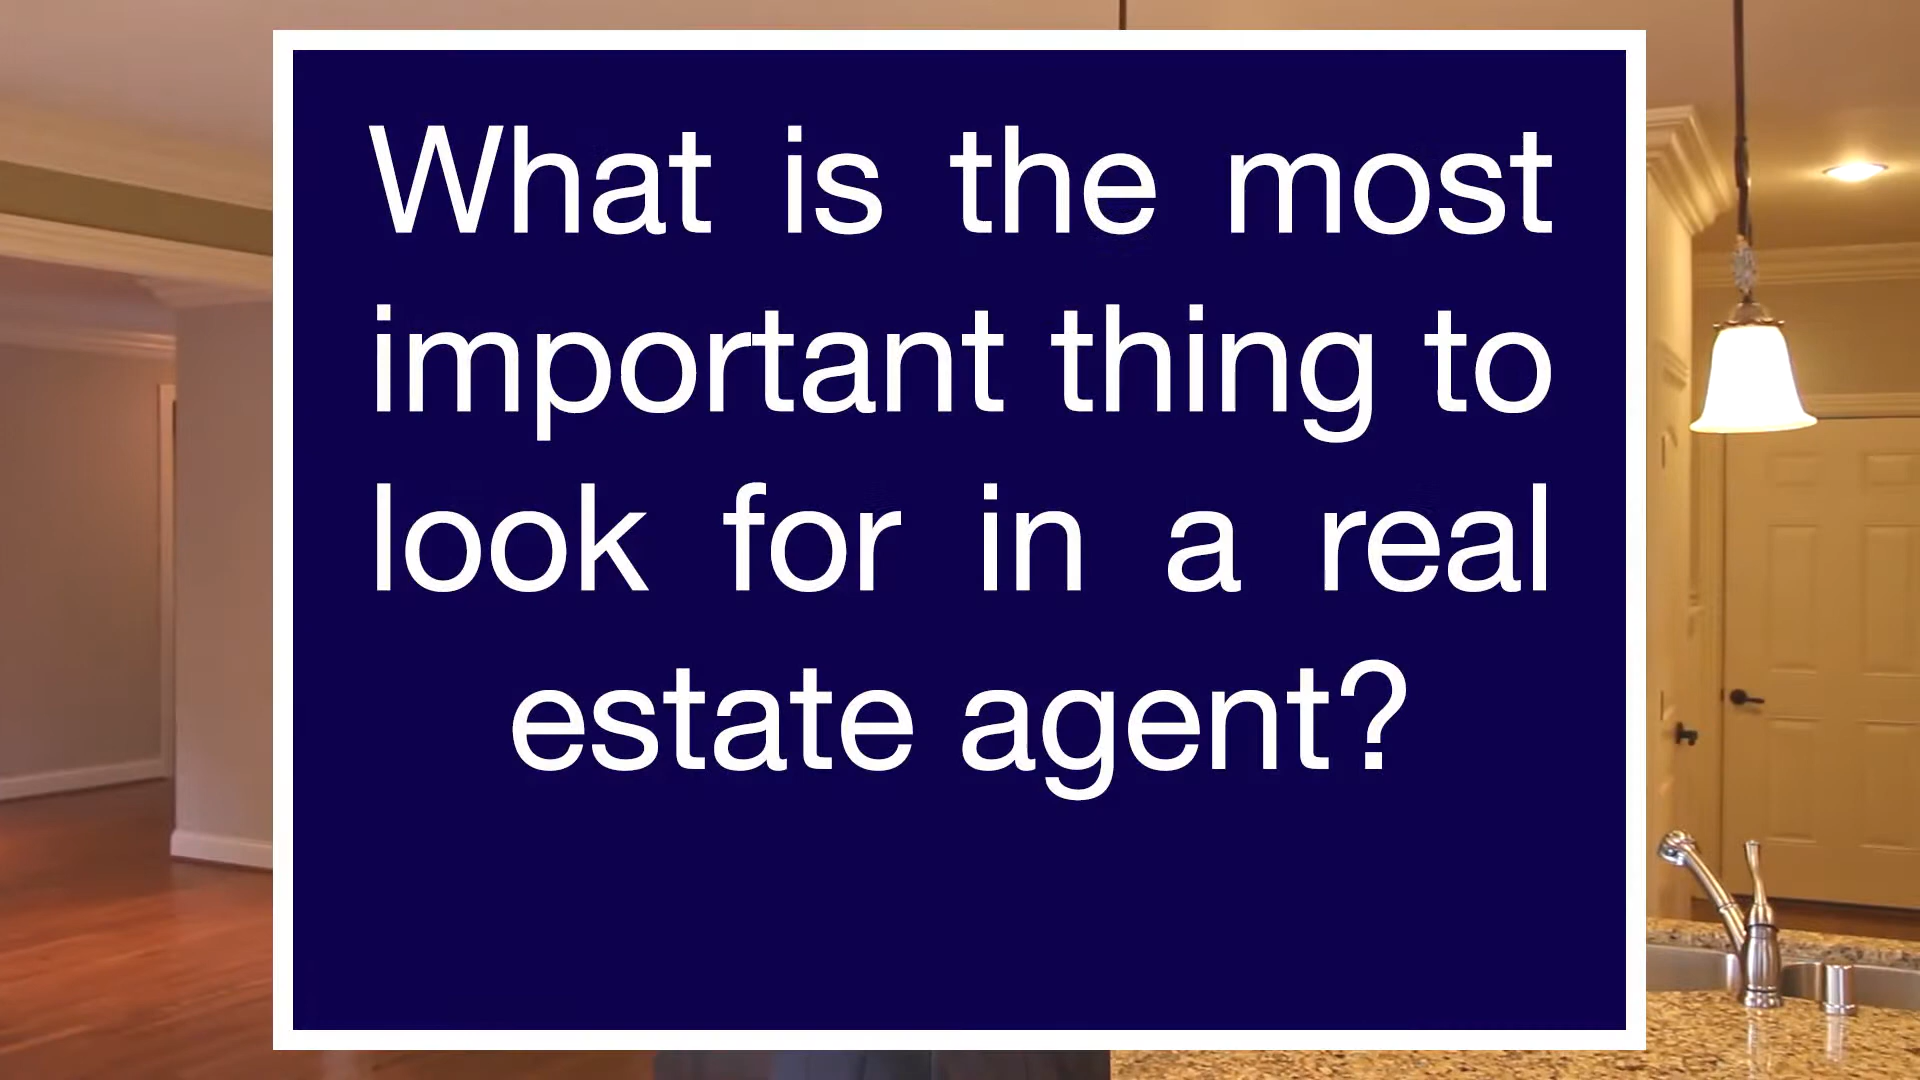 What is the most
important thing to
look for in a real
estate agent?